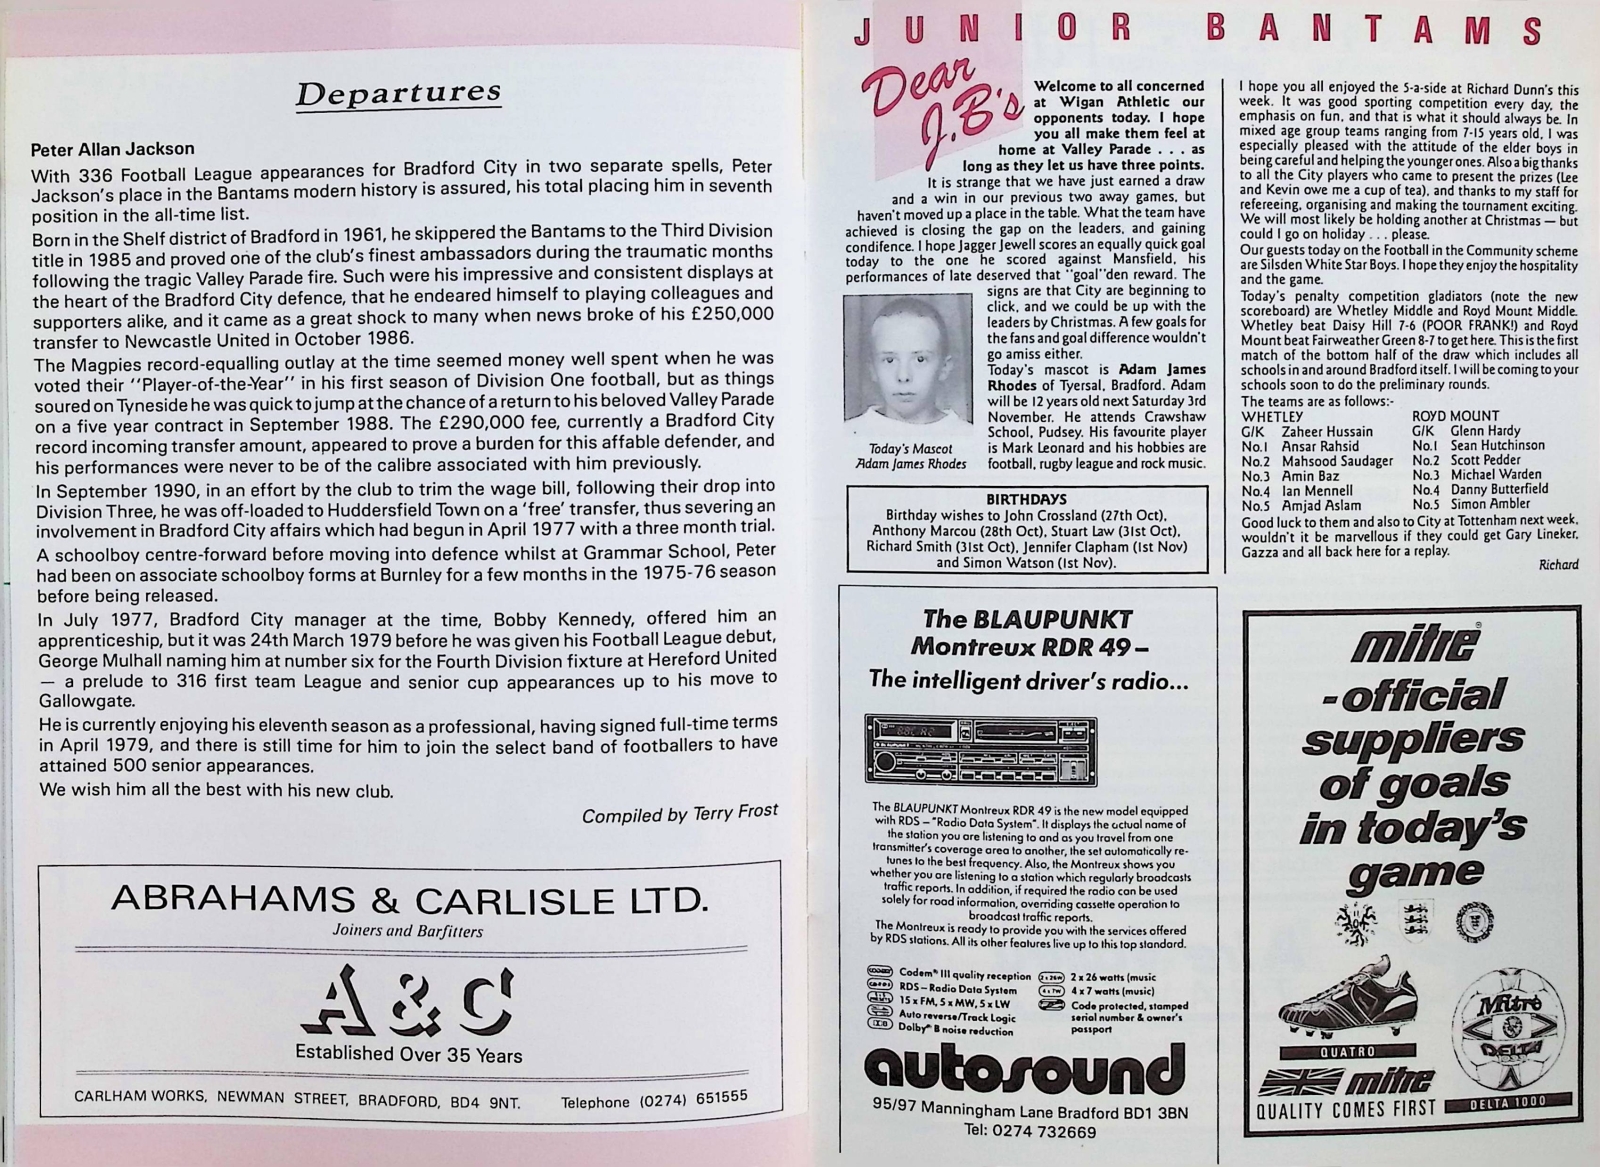 Departures
Peter Allan Jackson
With 336 Football League appearances for Bradford City in two separate spells, Peter
Jackson's place in the Bantams modern history is assured, his total placing him in seventh
position in the all-time list.
Born in the Shelf district of Bradford in 1961, he skippered the Bantams to the Third Division
title in 1985 and proved one of the club's finest ambassadors during the traumatic months
following the tragic Valley Parade fire. Such were his impressive and consistent displays at
the heart of the Bradford City defence, that he endeared himself to playing colleagues and
supporters alike, and it came as a great shock to many when news broke of his £250,000
transfer to Newcastle United in October 1986.
The Magpies record-equalling outlay at the time seemed money well spent when he was
voted their "Player-of-the-Year" in his first season of Division One football, but as things
soured on Tyneside he was quick to jump at the chance of a return to his beloved Valley Parade
on a five year contract in September 1988. The £290,000 fee, currently a Bradford City
record incoming transfer amount, appeared to prove a burden for this affable defender, and
his performances were never to be of the calibre associated with him previously.
In September 1990, in an effort by the club to trim the wage bill, following their drop into
Division Three, he was off-loaded to Huddersfield Town on a 'free' transfer, thus severing an
involvement in Bradford City affairs which had begun in April 1977 with a three month trial.
A schoolboy centre-forward before moving into defence whilst at Grammar School, Peter
had been on associate schoolboy forms at Burnley for a few months in the 1975-76 season
before being released.
In July 1977, Bradford City manager at the time, Bobby Kennedy, offered him an
apprenticeship, but it was 24th March 1979 before he was given his Football League debut,
George Mulhall naming him at number six for the Fourth Division fixture at Hereford United
— a prelude to 316 first team League and senior cup appearances up to his move to
Gallowgate.
He is currently enjoying his eleventh season as a professional, having signed full-time terms
in April 1979, and there is still time for him to join the select band of footballers to have
attained 500 senior appearances.
We wish him all the best with his new club.
Compiled by Terry Frost
ABRAHAMS & CARLISLE LTD.
Joiners and Barfitters
A & C
Established Over 35 Years
CARLHAM WORKS, NEWMAN STREET, BRADFORD, BD4 9NT. Telephone (0274) 651555
JUNIOR BANTAMS
Dear
J.B's
Welcome to all concerned
at Wigan Athletic our
opponents today. I hope
you all make them feel at
home at Valley Parade . . . as
long as they let us have three points.
It is strange that we have just earned a draw
and a win in our previous two away games, but
haven't moved up a place in the table. What the team have
achieved is closing the gap on the leaders, and gaining
condifence. I hope Jagger Jewell scores an equally quick goal
today to the one he scored against Mansfield, his
performances of late deserved that "goal"den reward. The
signs are that City are beginning to
click, and we could be up with the
leaders by Christmas. A few goals for
the fans and goal difference wouldn't
go amiss either.
Today's mascot is Adam James
Rhodes of Tyersal, Bradford. Adam
will be 12 years old next Saturday 3rd
November. He attends Crawshaw
School, Pudsey. His favourite player
is Mark Leonard and his hobbies are
football, rugby league and rock music.
Today's Mascot
Adam James Rhodes
BIRTHDAYS
Birthday wishes to John Crossland (27th Oct),
Anthony Marcou (28th Oct), Stuart Law (31st Oct),
Richard Smith (31st Oct), Jennifer Clapham (1st Nov)
and Simon Watson (1st Nov).
I hope you all enjoyed the 5-a-side at Richard Dunn's this
week. It was good sporting competition every day, the
emphasis on fun, and that is what it should always be. In
mixed age group teams ranging from 7-15 years old, I was
especially pleased with the attitude of the elder boys in
being careful and helping the younger ones. Also a big thanks
to all the City players who came to present the prizes (Lee
and Kevin owe me a cup of tea), and thanks to my staff for
refereeing, organising and making the tournament exciting.
We will most likely be holding another at Christmas — but
could I go on holiday . . . please.
Our guests today on the Football in the Community scheme
are Silsden White Star Boys. I hope they enjoy the hospitality
and the game.
Today's penalty competition gladiators (note the new
scoreboard) are Whetley Middle and Royd Mount Middle.
Whetley beat Daisy Hill 7-6 (POOR FRANK!) and Royd
Mount beat Fairweather Green 8-7 to get here. This is the first
match of the bottom half of the draw which includes all
schools in and around Bradford itself. I will be coming to your
schools soon to do the preliminary rounds.
The teams are as follows:-
WHETLEY ROYD MOUNT
G/K Zaheer Hussain G/K Glenn Hardy
No.1 Ansar Rahsid No.1 Sean Hutchinson
No.2 Mahsood Saudager No.2 Scott Pedder
No.3 Amin Baz No.3 Michael Warden
No.4 Ian Mennell No.4 Danny Butterfield
No.5 Amjad Aslam No.5 Simon Ambler
Good luck to them and also to City at Tottenham next week,
wouldn't it be marvellous if they could get Gary Lineker,
Gazza and all back here for a replay.
Richard
The BLAUPUNKT
Montreux RDR 49 –
The intelligent driver's radio...
The BLAUPUNKT Montreux RDR 49 is the new model equipped
with RDS – "Radio Data System". It displays the actual name of
the station you are listening to and as you travel from one
transmitter's coverage area to another, the set automatically re-
tunes to the best frequency. Also, the Montreux shows you
whether you are listening to a station which regularly broadcasts
traffic reports. In addition, if required the radio can be used
solely for road information, overriding cassette operation to
broadcast traffic reports.
The Montreux is ready to provide you with the services offered
by RDS stations. All its other features live up to this top standard.
Codem® III quality reception
RDS – Radio Data System
15 x FM, 5 x MW, 5 x LW
Auto reverse/Track Logic
Dolby® B noise reduction
2 x 26 watts (music
4 x 7 watts (music)
Code protected, stamped
serial number & owner's
passport
autosound
95/97 Manningham Lane Bradford BD1 3BN
Tel: 0274 732669
mitre®
- official
suppliers
of goals
in today's
game
Mitre
DELTA
QUATRO
mitre
QUALITY COMES FIRST
DELTA 1000